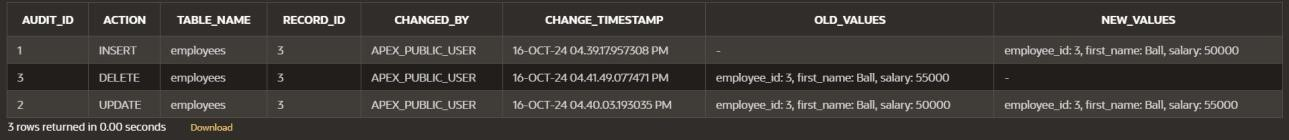 AUDIT_ID ACTION TABLE_NAME RECORD_ID CHANGED_BY CHANGE_TIMESTAMP OLD_VALUES NEW_VALUES
1 INSERT employees 3 APEX_PUBLIC_USER 16-OCT-24 04.39.17.957308 PM - employee_id: 3, first_name: Ball, salary: 50000
3 DELETE employees 3 APEX_PUBLIC_USER 16-OCT-24 04.41.49.077471 PM employee_id: 3, first_name: Ball, salary: 55000 -
2 UPDATE employees 3 APEX_PUBLIC_USER 16-OCT-24 04.40.03.193035 PM employee_id: 3, first_name: Ball, salary: 50000 employee_id: 3, first_name: Ball, salary: 55000
3 rows returned in 0.00 seconds Download